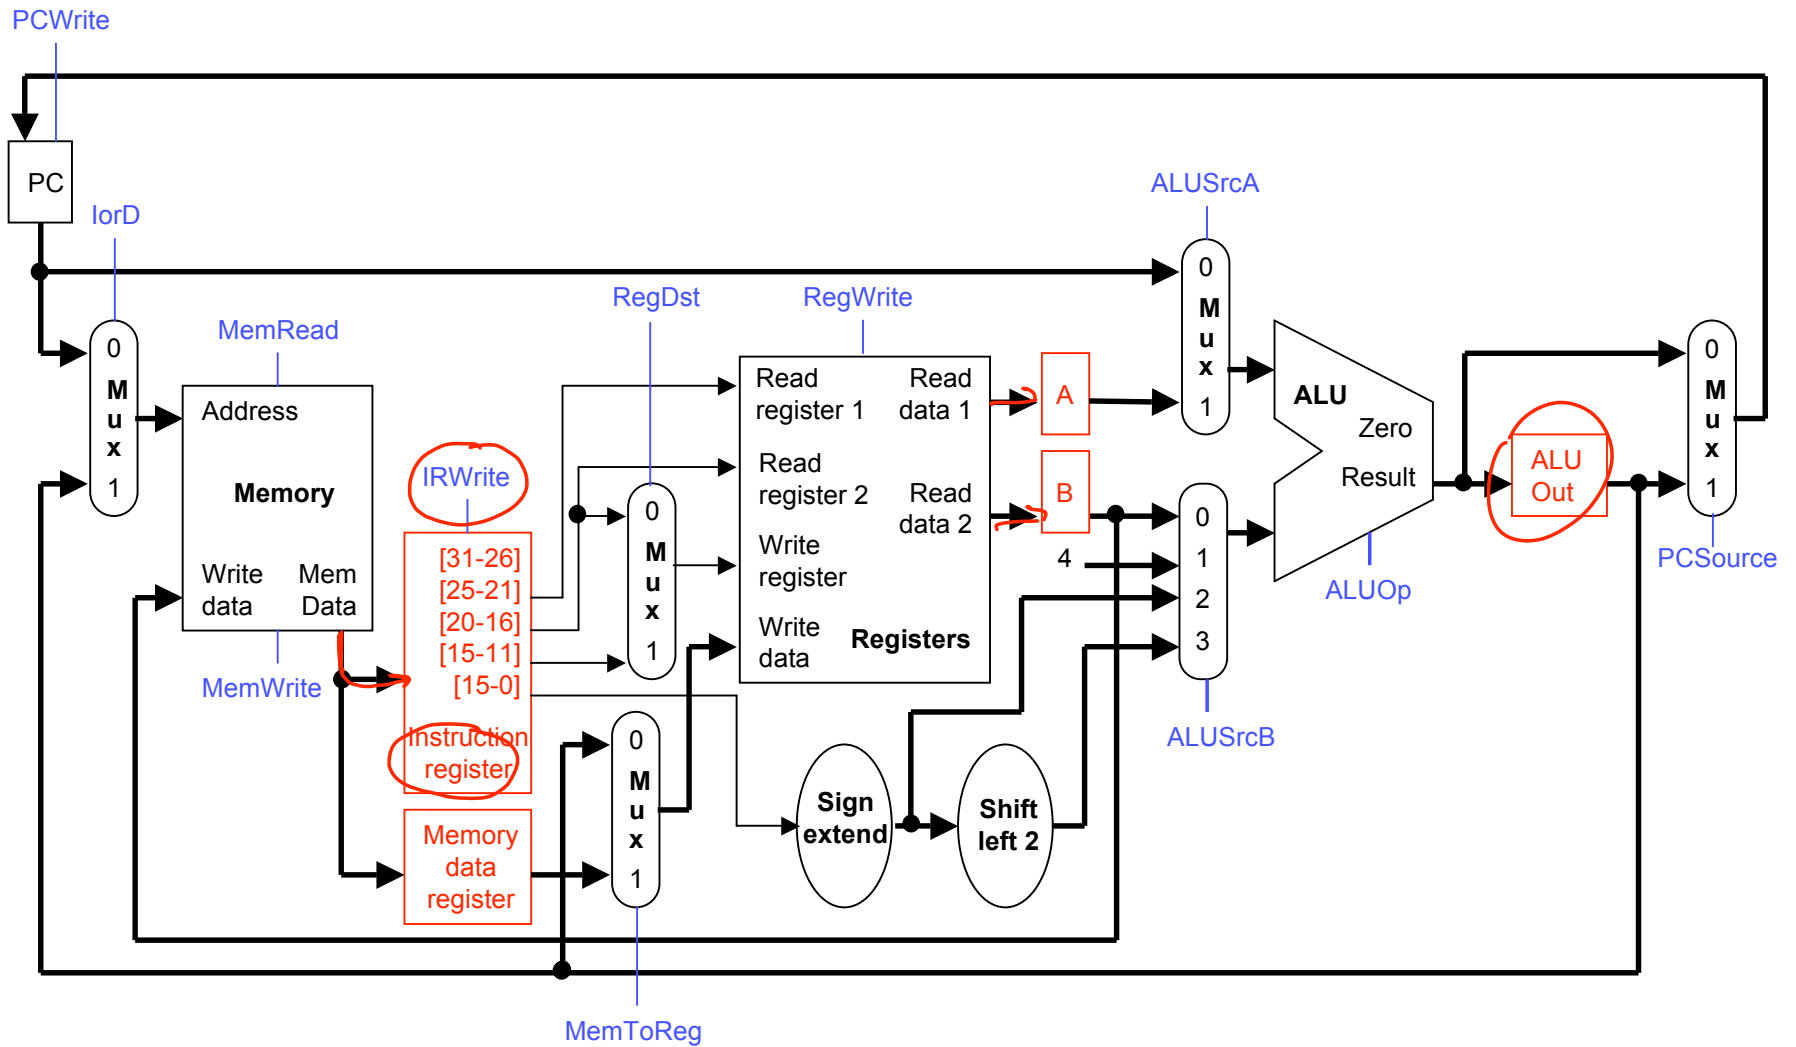 PCWrite
PC
IorD
0
M
u
x
1
MemRead
Address
Memory
Write
data
Mem
Data
MemWrite
IRWrite
[31-26]
[25-21]
[20-16]
[15-11]
[15-0]
Instruction
register
Memory
data
register
RegDst
0
M
u
x
1
0
M
u
x
1
MemToReg
RegWrite
Read
register 1
Read
data 1
Read
register 2
Read
data 2
Write
register
Write
data
Registers
A
B
4
Sign
extend
Shift
left 2
ALUSrcA
0
M
u
x
1
0
1
2
3
ALUSrcB
ALU
Zero
Result
ALUOp
ALU
Out
0
M
u
x
1
PCSource